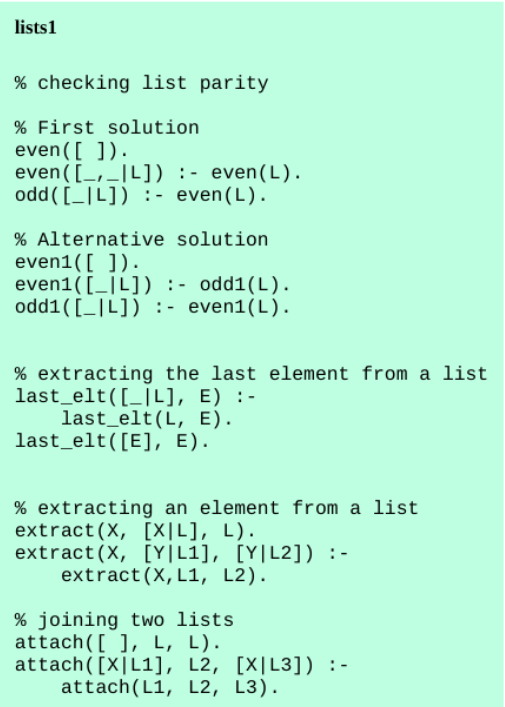 lists1
% checking list parity
% First solution
even([ ]).
even([_,_|L]) :- even(L).
odd([_|L]) :- even(L).
% Alternative solution
even1([ ]).
even1([_|L]) :- odd1(L).
odd1([_|L]) :- even1(L).
% extracting the last element from a list
last_elt([_|L], E) :-
    last_elt(L, E).
last_elt([E], E).
% extracting an element from a list
extract(X, [X|L], L).
extract(X, [Y|L1], [Y|L2]) :-
    extract(X,L1, L2).
% joining two lists
attach([ ], L, L).
attach([X|L1], L2, [X|L3]) :-
    attach(L1, L2, L3).